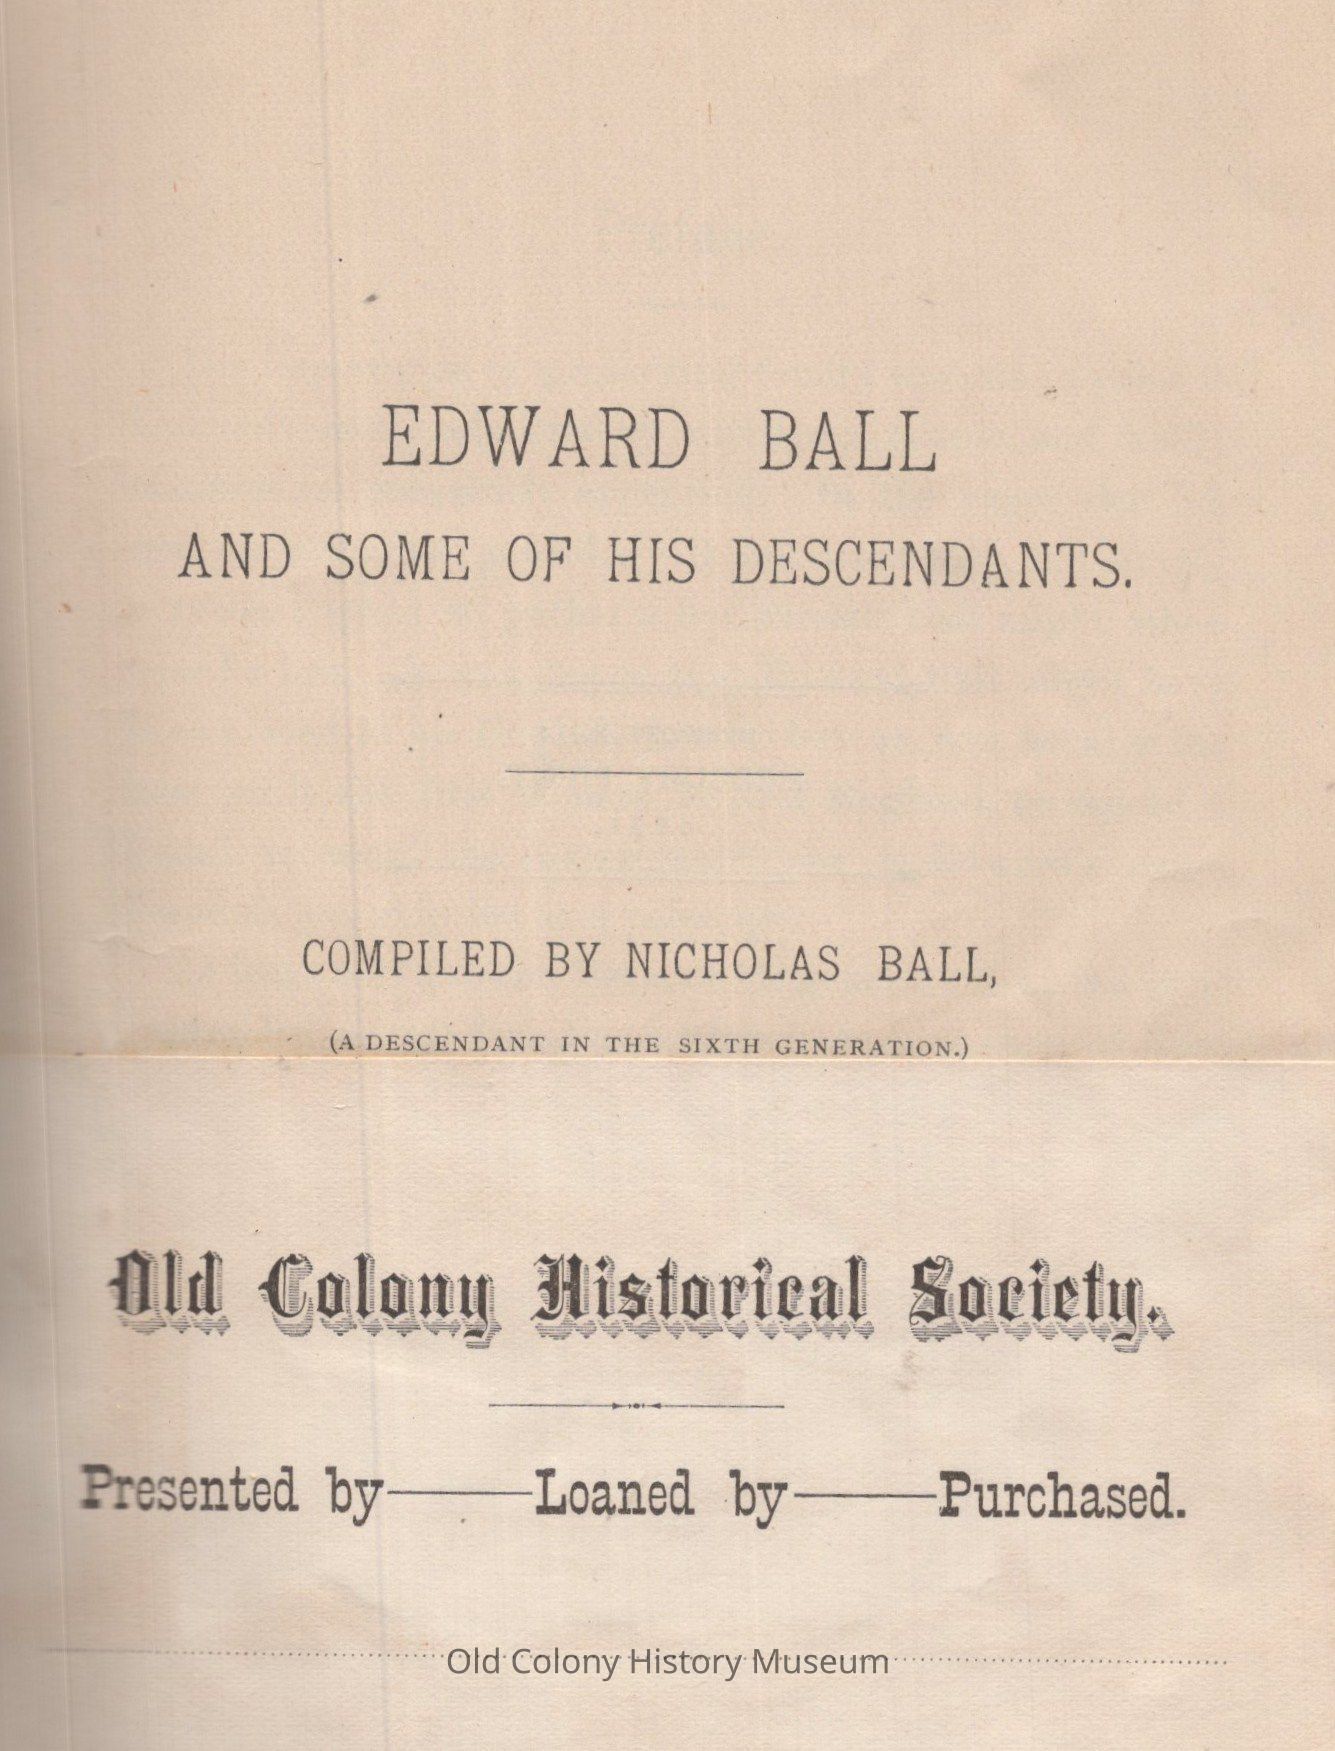 EDWARD BALL
AND SOME OF HIS DESCENDANTS.
COMPILED BY NICHOLAS BALL,
(A DESCENDANT IN THE SIXTH GENERATION.)
Old Colony Historical Society.
Presented by——Loaned by——Purchased.
Old Colony History Museum